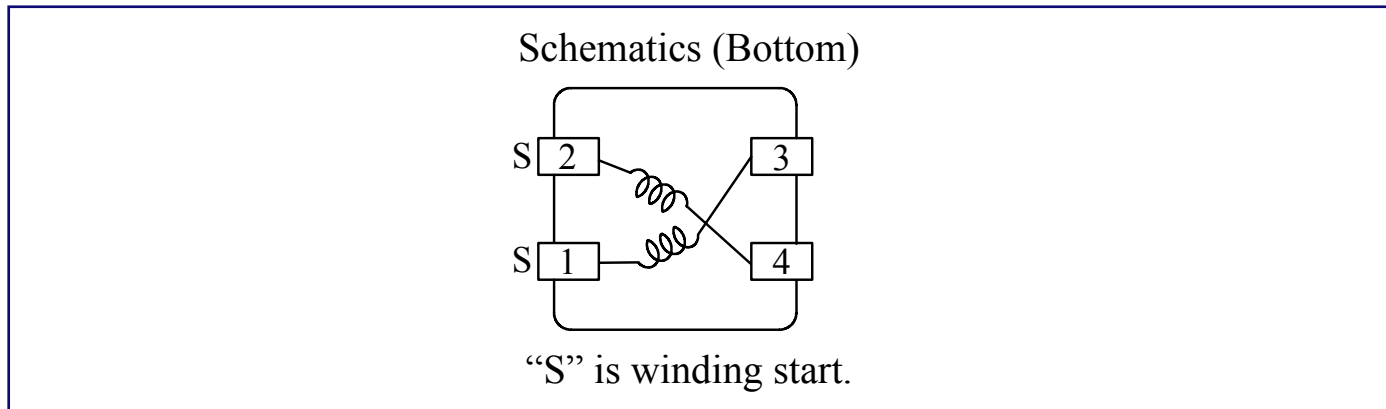 Schematics (Bottom)
S 2 3
S 1 4
“S” is winding start.